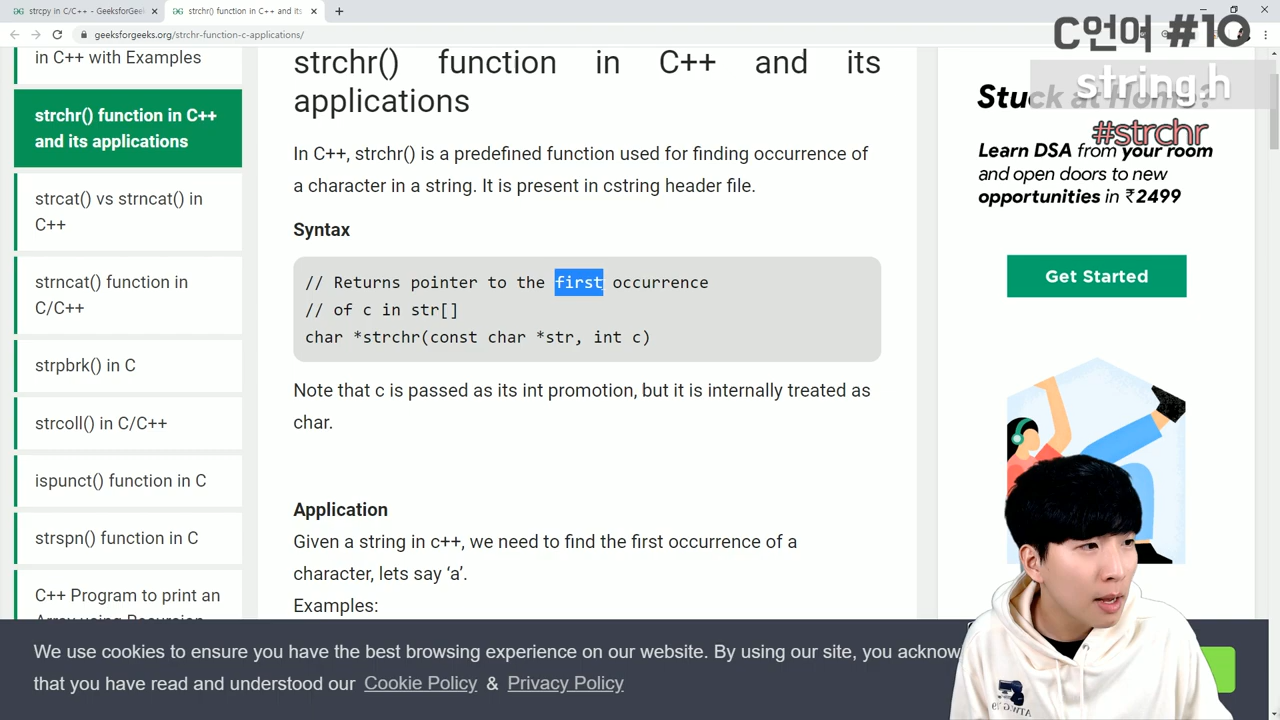 strcpy in C/C++ - GeeksforGee
strchr() function in C++ and its
geeksforgeeks.org/strchr-function-c-applications/
C언어 #10
string.h
#strchr
in C++ with Examples
strchr() function in C++
and its applications
strcat() vs strncat() in
C++
strncat() function in
C/C++
strpbrk() in C
strcoll() in C/C++
ispunct() function in C
strspn() function in C
C++ Program to print an
Array using Recursion
strchr() function in C++ and its
applications
In C++, strchr() is a predefined function used for finding occurrence of
a character in a string. It is present in cstring header file.
Syntax
// Returns pointer to the first occurrence
// of c in str[]
char *strchr(const char *str, int c)
Note that c is passed as its int promotion, but it is internally treated as
char.
Application
Given a string in c++, we need to find the first occurrence of a
character, lets say ‘a’.
Examples:
Stuck at Home?
Learn DSA from your room
and open doors to new
opportunities in ₹2499
Get Started
We use cookies to ensure you have the best browsing experience on our website. By using our site, you acknow
that you have read and understood our Cookie Policy & Privacy Policy